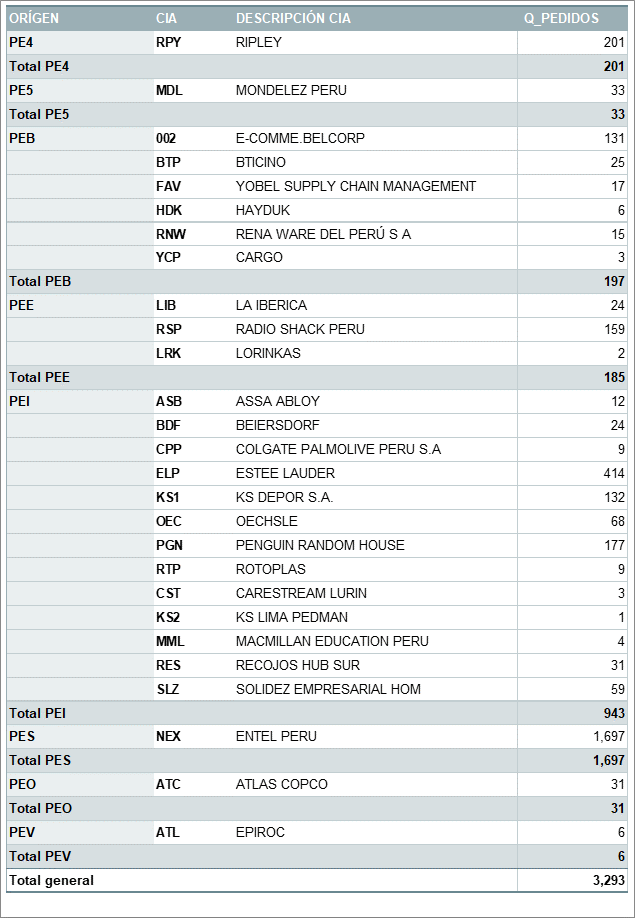 ORÍGEN CIA DESCRIPCIÓN CIA Q_PEDIDOS
PE4 RPY RIPLEY 201
Total PE4 201
PE5 MDL MONDELEZ PERU 33
Total PE5 33
PEB 002 E-COMME.BELCORP 131
BTP BTICINO 25
FAV YOBEL SUPPLY CHAIN MANAGEMENT 17
HDK HAYDUK 6
RNW RENA WARE DEL PERÚ S A 15
YCP CARGO 3
Total PEB 197
PEE LIB LA IBERICA 24
RSP RADIO SHACK PERU 159
LRK LORINKAS 2
Total PEE 185
PEI ASB ASSA ABLOY 12
BDF BEIERSDORF 24
CPP COLGATE PALMOLIVE PERU S.A 9
ELP ESTEE LAUDER 414
KS1 KS DEPOR S.A. 132
OEC OECHSLE 68
PGN PENGUIN RANDOM HOUSE 177
RTP ROTOPLAS 9
CST CARESTREAM LURIN 3
KS2 KS LIMA PEDMAN 1
MML MACMILLAN EDUCATION PERU 4
RES RECOJOS HUB SUR 31
SLZ SOLIDEZ EMPRESARIAL HOM 59
Total PEI 943
PES NEX ENTEL PERU 1,697
Total PES 1,697
PEO ATC ATLAS COPCO 31
Total PEO 31
PEV ATL EPIROC 6
Total PEV 6
Total general 3,293